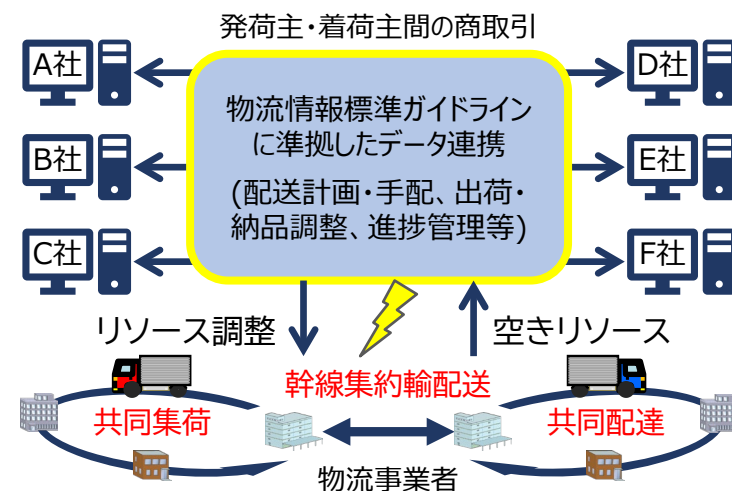 発荷主・着荷主間の商取引
A社
D社
物流情報標準ガイドライン
に準拠したデータ連携
B社
E社
(配送計画・手配、出荷・
納品調整、進捗管理等)
C社
F社
リソース調整
空きリソース
幹線集約輸配送
共同集荷
共同配達
物流事業者